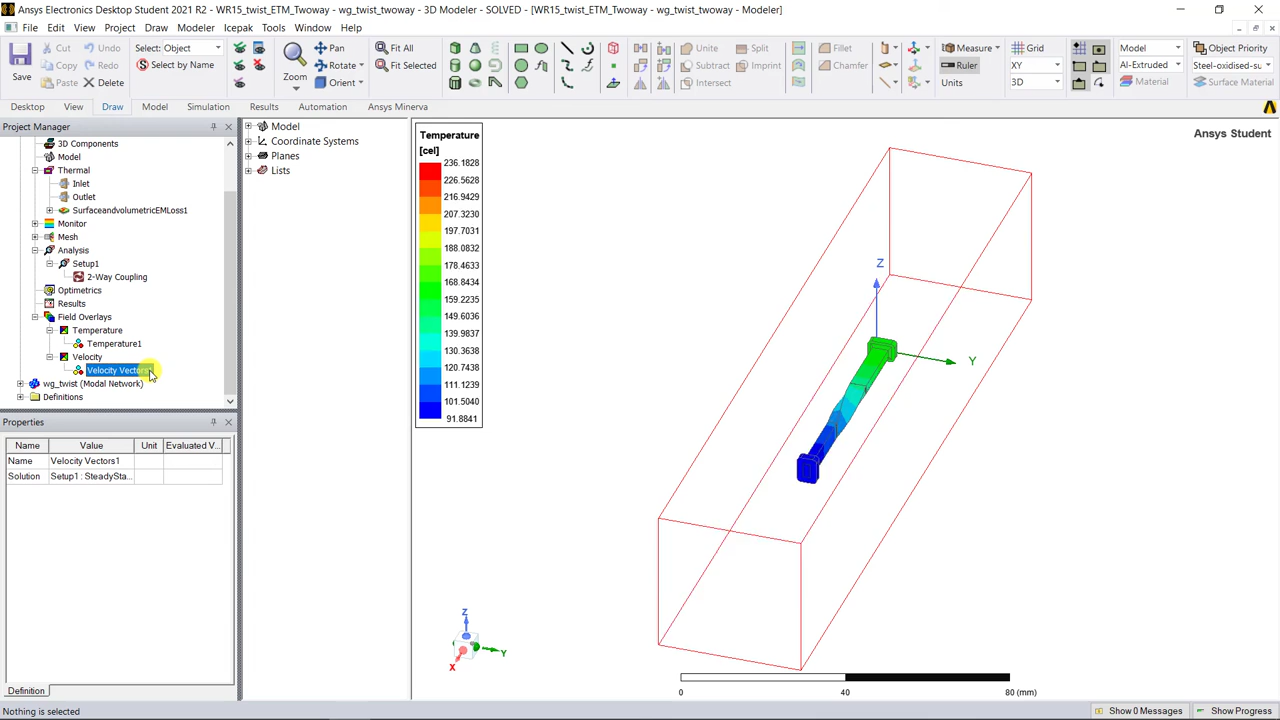 Ansys Electronics Desktop Student 2021 R2 - WR15_twist_ETM_Twoway - wg_twist_twoway - 3D Modeler - SOLVED - [WR15_twist_ETM_Twoway - wg_twist_twoway - Modeler]
File Edit View Project Draw Modeler Icepak Tools Window Help
Save
Cut
Copy
Paste
Undo
Redo
Delete
Select: Object
Select by Name
Zoom
Pan
Rotate
Orient
Fit All
Fit Selected
Unite
Subtract
Intersect
Split
Imprint
Fillet
Chamfer
Measure
Ruler
Units
Grid
XY
3D
Model
Al-Extruded
Material
Object Priority
Steel-oxidised-su
Surface Material
Desktop View Draw Model Simulation Results Automation Ansys Minerva
Project Manager
3D Components
Model
Thermal
Inlet
Outlet
SurfaceandvolumetricEMLoss1
Monitor
Mesh
Analysis
Setup1
2-Way Coupling
Optimetrics
Results
Field Overlays
Temperature
Temperature1
Velocity
Velocity Vectors1
wg_twist (Modal Network)
Definitions
Properties
Name Value Unit Evaluated V...
Name Velocity Vectors1
Solution Setup1 : SteadySta...
Definition
Nothing is selected
Model
Coordinate Systems
Planes
Lists
Temperature
[cel]
236.1828
226.5628
216.9429
207.3230
197.7031
188.0832
178.4633
168.8434
159.2235
149.6036
139.9837
130.3638
120.7438
111.1239
101.5040
91.8841
Ansys Student
Z
Y
Z
Y
X
0 40 80 (mm)
Show 0 Messages
Show Progress